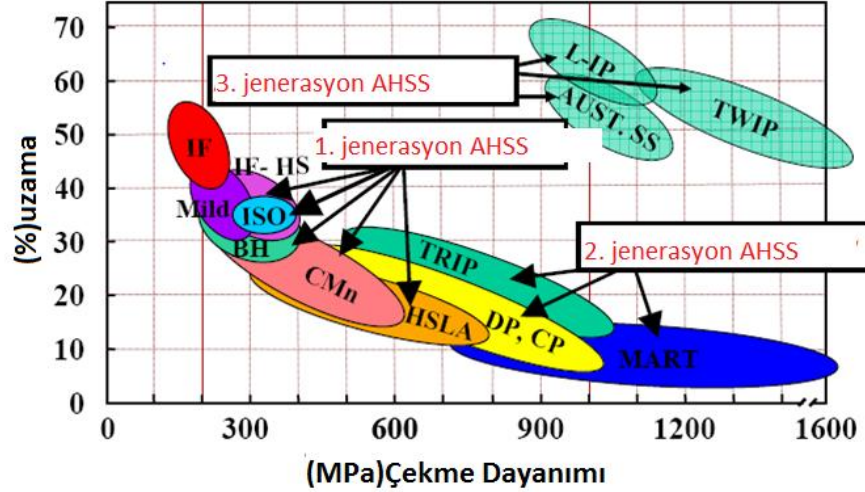 (%)uzama
70
60
50
40
30
20
10
0
0
300
600
900
1200
1600
(MPa)Çekme Dayanımı
L-IP
3. jenerasyon AHSS
TWIP
AUST. SS
1. jenerasyon AHSS
IF
IF- HS
Mild
ISO
BH
2. jenerasyon AHSS
TRIP
CMn
HSLA
DP, CP
MART